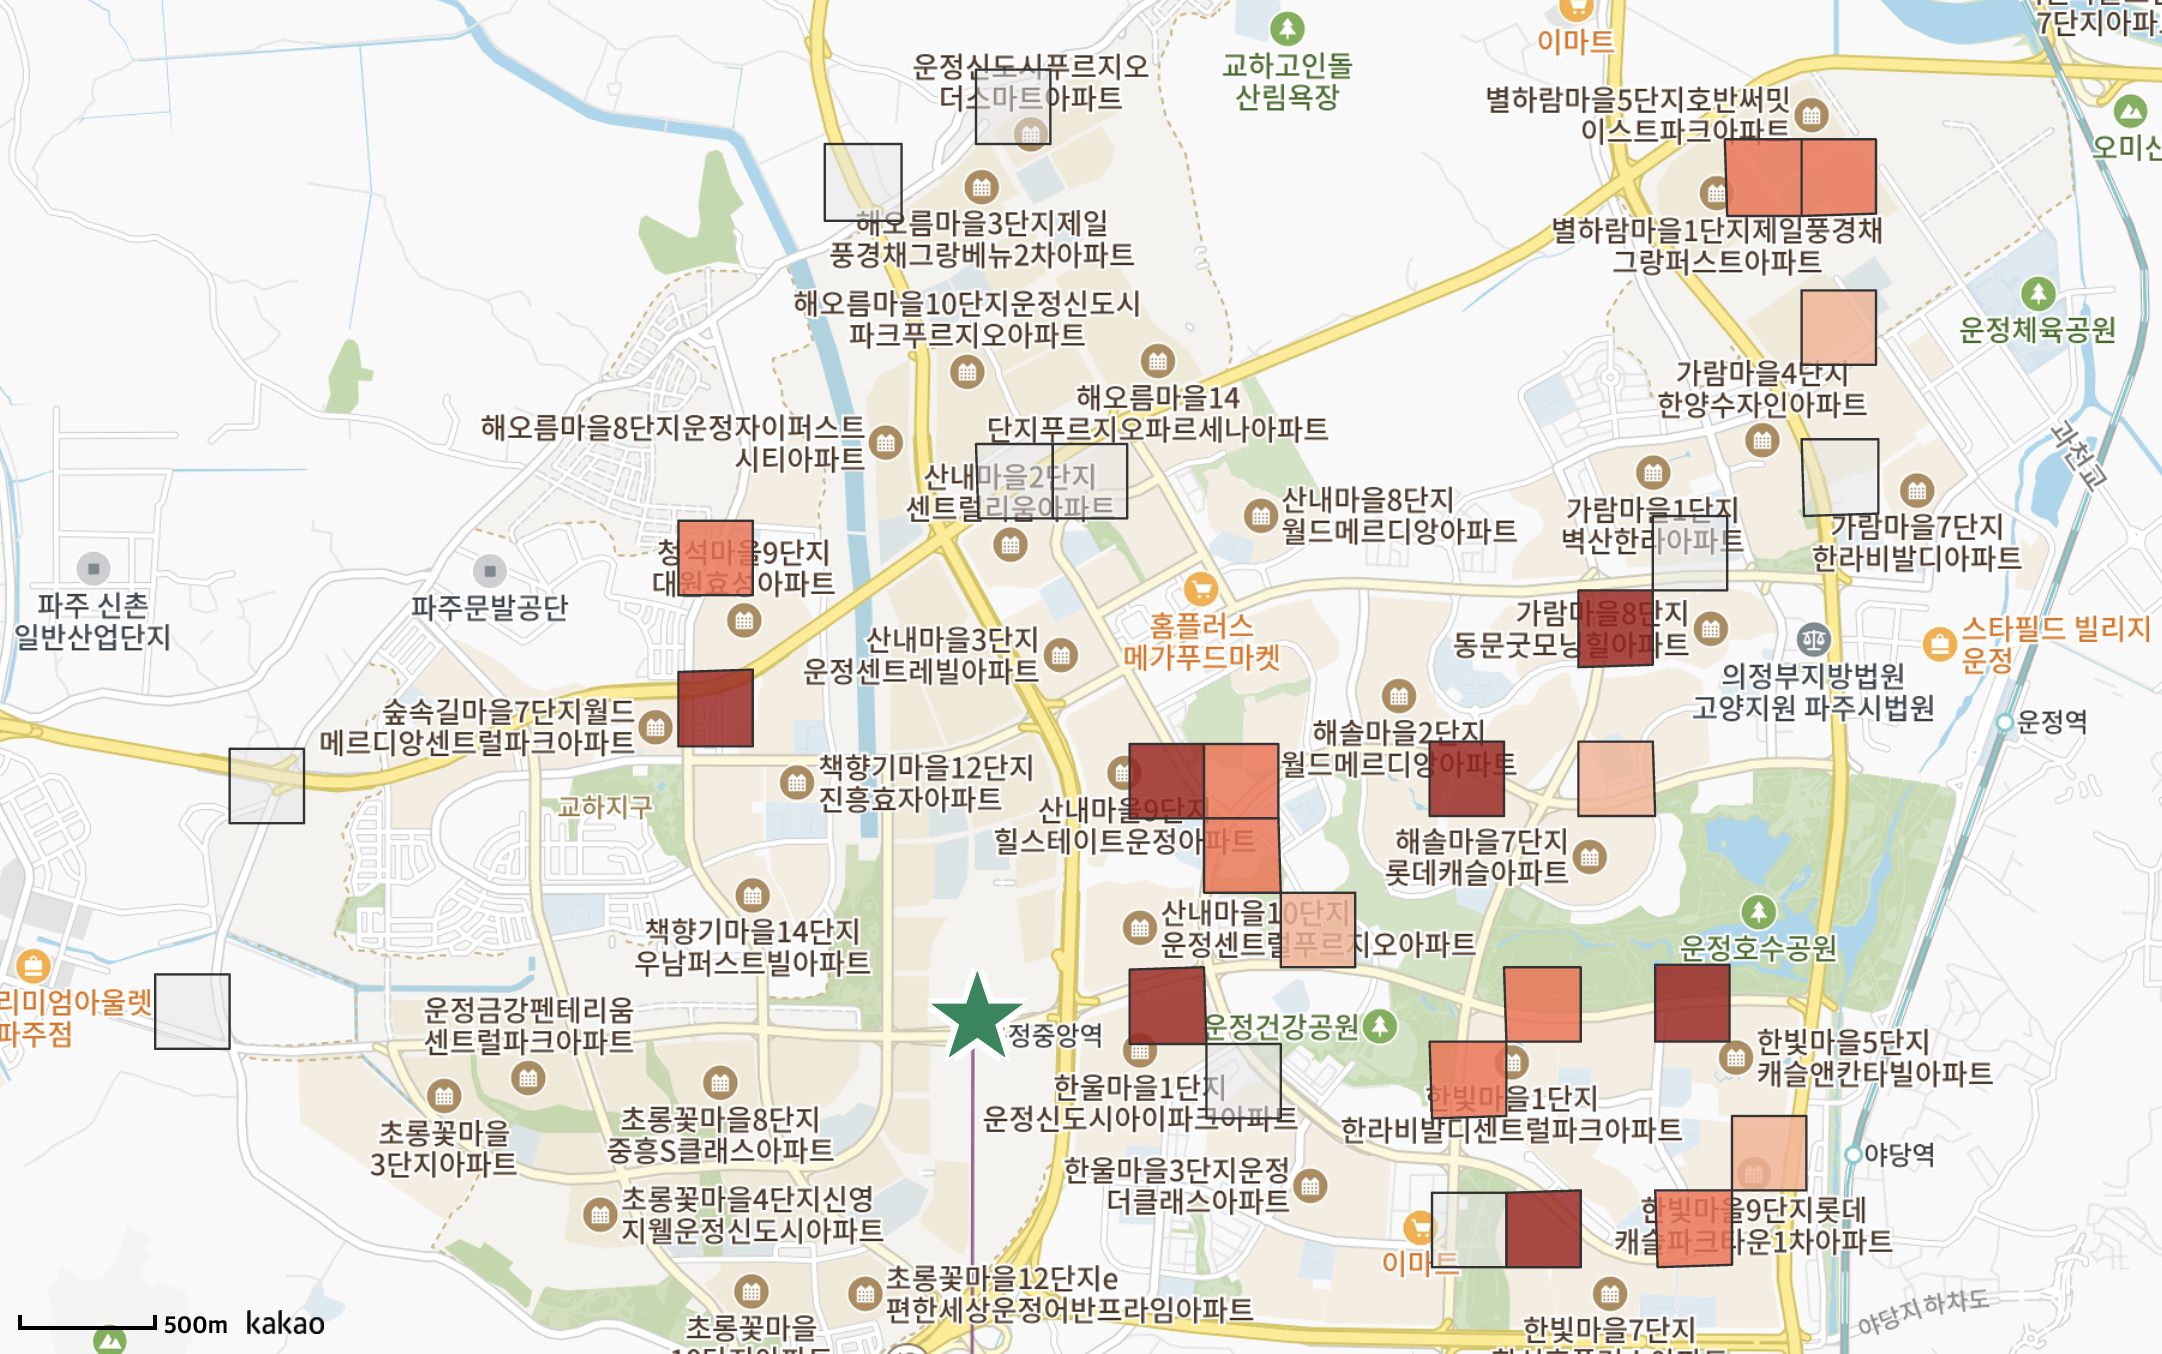 7단지아파
이마트
운정신도시푸르지오
더스마트아파트
교하고인돌
산림욕장
별하람마을5단지호반써밋
이스트파크아파트
오미산
해오름마을3단지제일
풍경채그랑베뉴2차아파트
별하람마을1단지제일풍경채
그랑퍼스트아파트
해오름마을10단지운정신도시
파크푸르지오아파트
운정체육공원
가람마을4단지
한양수자인아파트
해오름마을14
단지푸르지오파르세나아파트
해오름마을8단지운정자이퍼스트
시티아파트
과천교
산내마을2단지
센트럴리움아파트
산내마을8단지
월드메르디앙아파트
가람마을1단지
벽산한라아파트
가람마을7단지
한라비발디아파트
청석마을9단지
대원효성아파트
파주 신촌
일반산업단지
파주문발공단
홈플러스
메가푸드마켓
가람마을8단지
동문굿모닝힐아파트
스타필드 빌리지
운정
산내마을3단지
운정센트레빌아파트
의정부지방법원
고양지원 파주시법원
운정역
숲속길마을7단지월드
메르디앙센트럴파크아파트
해솔마을2단지
월드메르디앙아파트
책향기마을12단지
진흥효자아파트
교하지구
산내마을9단지
힐스테이트운정아파트
해솔마을7단지
롯데캐슬아파트
책향기마을14단지
우남퍼스트빌아파트
산내마을10단지
운정센트럴푸르지오아파트
운정호수공원
리미엄아울렛
파주점
운정금강펜테리움
센트럴파크아파트
정중앙역
운정건강공원
한빛마을5단지
캐슬앤칸타빌아파트
한울마을1단지
운정신도시아이파크아파트
한빛마을1단지
한라비발디센트럴파크아파트
초롱꽃마을
3단지아파트
초롱꽃마을8단지
중흥S클래스아파트
야당역
한울마을3단지운정
더클래스아파트
초롱꽃마을4단지신영
지웰운정신도시아파트
한빛마을9단지롯데
캐슬파크타운1차아파트
이마트
초롱꽃마을12단지e
편한세상운정어반프라임아파트
야당지하차도
500m kakao
초롱꽃마을
한빛마을7단지